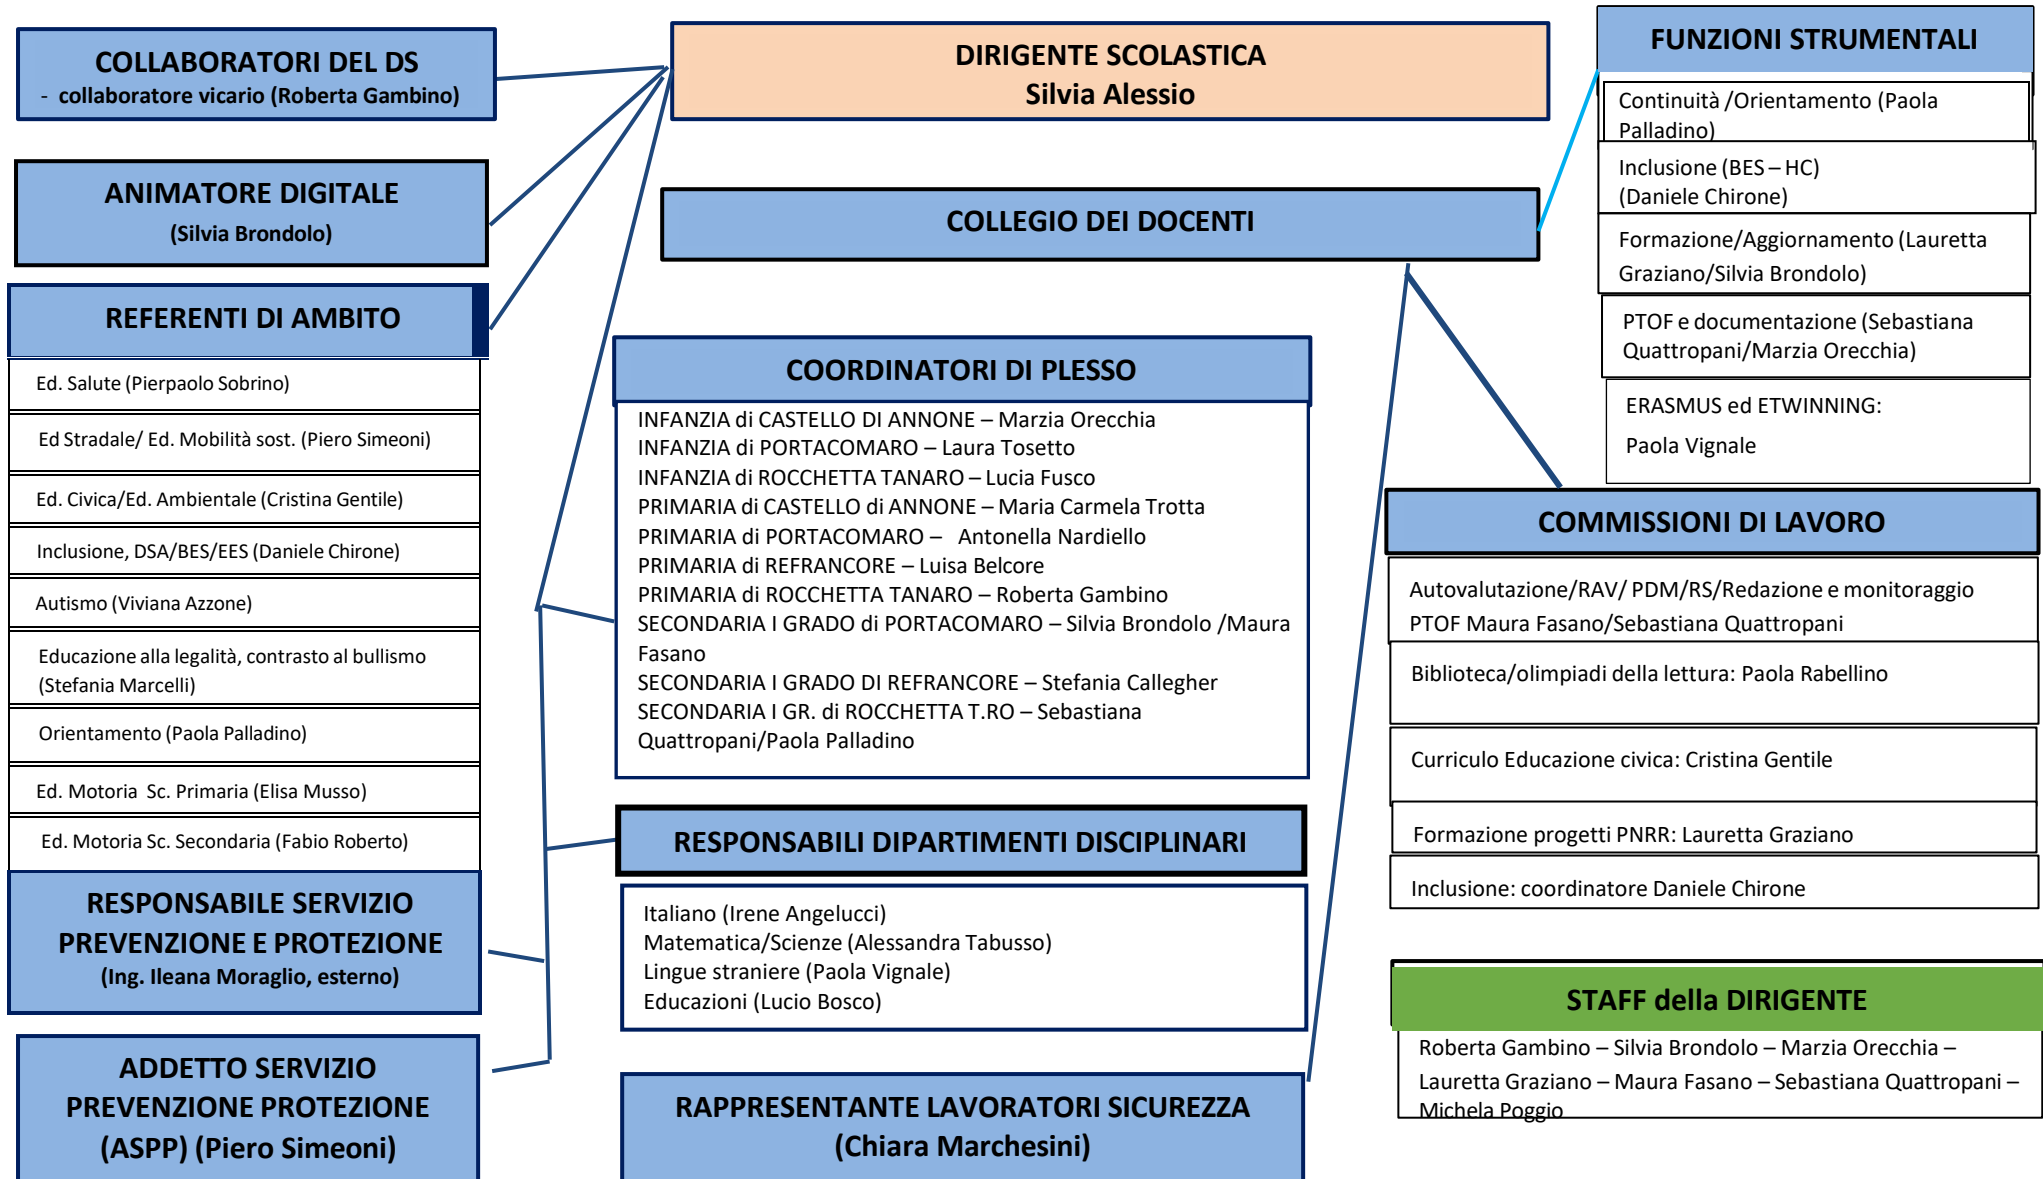 COLLABORATORI DEL DS
- collaboratore vicario (Roberta Gambino)
DIRIGENTE SCOLASTICA
Silvia Alessio
FUNZIONI STRUMENTALI
Continuità /Orientamento (Paola
Palladino)
Inclusione (BES – HC)
(Daniele Chirone)
Formazione/Aggiornamento (Lauretta
Graziano/Silvia Brondolo)
PTOF e documentazione (Sebastiana
Quattropani/Marzia Orecchia)
ERASMUS ed ETWINNING:
Paola Vignale
ANIMATORE DIGITALE
(Silvia Brondolo)
COLLEGIO DEI DOCENTI
REFERENTI DI AMBITO
Ed. Salute (Pierpaolo Sobrino)
Ed Stradale/ Ed. Mobilità sost. (Piero Simeoni)
Ed. Civica/Ed. Ambientale (Cristina Gentile)
Inclusione, DSA/BES/EES (Daniele Chirone)
Autismo (Viviana Azzone)
Educazione alla legalità, contrasto al bullismo
(Stefania Marcelli)
Orientamento (Paola Palladino)
Ed. Motoria Sc. Primaria (Elisa Musso)
Ed. Motoria Sc. Secondaria (Fabio Roberto)
COORDINATORI DI PLESSO
INFANZIA di CASTELLO DI ANNONE – Marzia Orecchia
INFANZIA di PORTACOMARO – Laura Tosetto
INFANZIA di ROCCHETTA TANARO – Lucia Fusco
PRIMARIA di CASTELLO di ANNONE – Maria Carmela Trotta
PRIMARIA di PORTACOMARO – Antonella Nardiello
PRIMARIA di REFRANCORE – Luisa Belcore
PRIMARIA di ROCCHETTA TANARO – Roberta Gambino
SECONDARIA I GRADO di PORTACOMARO – Silvia Brondolo /Maura
Fasano
SECONDARIA I GRADO DI REFRANCORE – Stefania Callegher
SECONDARIA I GR. di ROCCHETTA T.RO – Sebastiana
Quattropani/Paola Palladino
COMMISSIONI DI LAVORO
Autovalutazione/RAV/ PDM/RS/Redazione e monitoraggio
PTOF Maura Fasano/Sebastiana Quattropani
Biblioteca/olimpiadi della lettura: Paola Rabellino
Curriculo Educazione civica: Cristina Gentile
Formazione progetti PNRR: Lauretta Graziano
Inclusione: coordinatore Daniele Chirone
RESPONSABILI DIPARTIMENTI DISCIPLINARI
Italiano (Irene Angelucci)
Matematica/Scienze (Alessandra Tabusso)
Lingue straniere (Paola Vignale)
Educazioni (Lucio Bosco)
RESPONSABILE SERVIZIO
PREVENZIONE E PROTEZIONE
(Ing. Ileana Moraglio, esterno)
STAFF della DIRIGENTE
Roberta Gambino – Silvia Brondolo – Marzia Orecchia –
Lauretta Graziano – Maura Fasano – Sebastiana Quattropani –
Michela Poggio
ADDETTO SERVIZIO
PREVENZIONE PROTEZIONE
(ASPP) (Piero Simeoni)
RAPPRESENTANTE LAVORATORI SICUREZZA
(Chiara Marchesini)